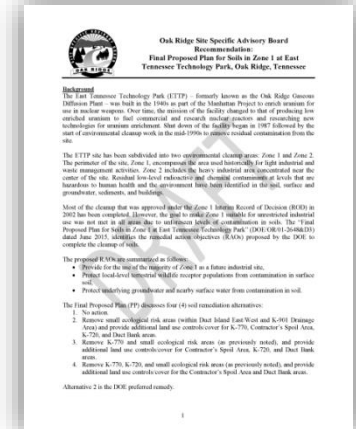 Oak Ridge Site Specific Advisory Board
Recommendation:
Final Proposed Plan for Soils in Zone 1 at East
Tennessee Technology Park, Oak Ridge, Tennessee
OAK RIDGE
Background
The East Tennessee Technology Park (ETTP) – formerly known as the Oak Ridge Gaseous
Diffusion Plant – was built in the 1940s as part of the Manhattan Project to enrich uranium for
use in nuclear weapons. Over time, the mission of the facility changed to that of producing low
enriched uranium to fuel commercial and research nuclear reactors and researching new
technologies for uranium enrichment. Shut down of the facility began in 1987 followed by the
start of environmental cleanup work in the mid-1990s to remove residual contamination from the
site.
The ETTP site has been subdivided into two environmental cleanup areas: Zone 1 and Zone 2.
The perimeter of the site, Zone 1, encompasses the area used historically for light industrial and
waste management activities. Zone 2 includes the heavy industrial area concentrated near the
center of the site. Residual low-level radioactive and chemical contaminants at levels that are
hazardous to human health and the environment have been identified in the soil, surface and
groundwater, sediments, and buildings.
Most of the cleanup that was approved under the Zone 1 Interim Record of Decision (ROD) in
2002 has been completed. However, the goal to make Zone 1 suitable for unrestricted industrial
use was not met in all areas due to unforeseen levels of contamination in soils. The "Final
Proposed Plan for Soils in Zone 1 at East Tennessee Technology Park" (DOE/OR/01-2648&D3)
dated June 2015, identifies the remedial action objectives (RAOs) proposed by the DOE to
complete the cleanup of soils.
The proposed RAOs are summarized as follows:
• Provide for the use of the majority of Zone 1 as a future industrial site,
• Protect local-level terrestrial wildlife receptor populations from contamination in surface
soil,
• Protect underlying groundwater and nearby surface water from contamination in soil.
The Final Proposed Plan (PP) discusses four (4) soil remediation alternatives:
1. No action.
2. Remove small ecological risk areas (within Duct Island East/West and K-901 Drainage
Area) and provide additional land use controls/cover for K-770, Contractor's Spoil Area,
K-720, and Duct Bank areas.
3. Remove K-770 and small ecological risk areas (as previously noted), and provide
additional land use controls/cover for Contractor's Spoil Area, K-720, and Duct Bank
areas.
4. Remove K-770, K-720, and small ecological risk areas (as previously noted), and provide
additional land use controls/cover for the Contractor's Spoil Area and Duct Bank areas.
Alternative 2 is the DOE preferred remedy.
1
DRAFT